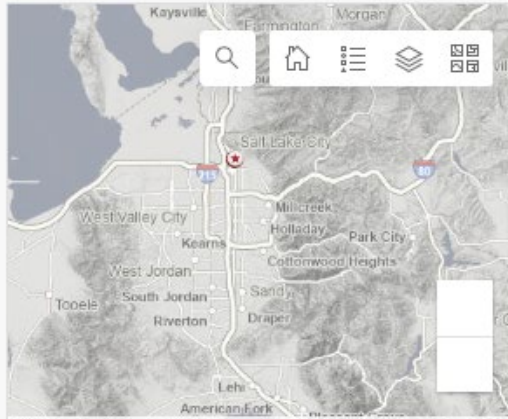 Kaysville
Farmington
Morgan
Salt Lake City
215
80
West Valley City
Millcreek
Holladay
Kearns
Park City
Cottonwood Heights
West Jordan
Sandy
Tooele
South Jordan
Riverton
Draper
Lehi
American Fork